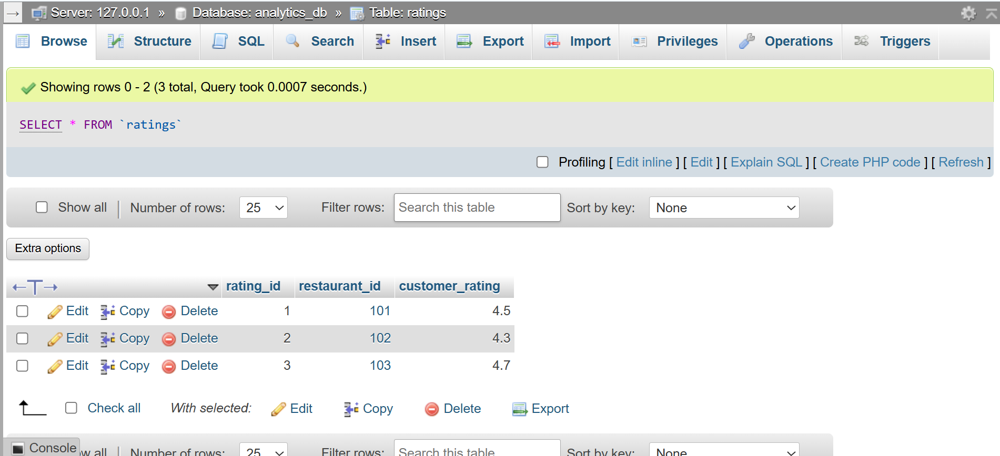 Server: 127.0.0.1 » Database: analytics_db » Table: ratings
Browse Structure SQL Search Insert Export Import Privileges Operations Triggers
Showing rows 0 - 2 (3 total, Query took 0.0007 seconds.)
SELECT * FROM `ratings`
Profiling [ Edit inline ] [ Edit ] [ Explain SQL ] [ Create PHP code ] [ Refresh ]
Show all | Number of rows: 25 Filter rows: Search this table Sort by key: None
Extra options
rating_id restaurant_id customer_rating
Edit Copy Delete 1 101 4.5
Edit Copy Delete 2 102 4.3
Edit Copy Delete 3 103 4.7
Check all With selected: Edit Copy Delete Export
Console w all | Number of rows: 25 Filter rows: Search this table Sort by key: None